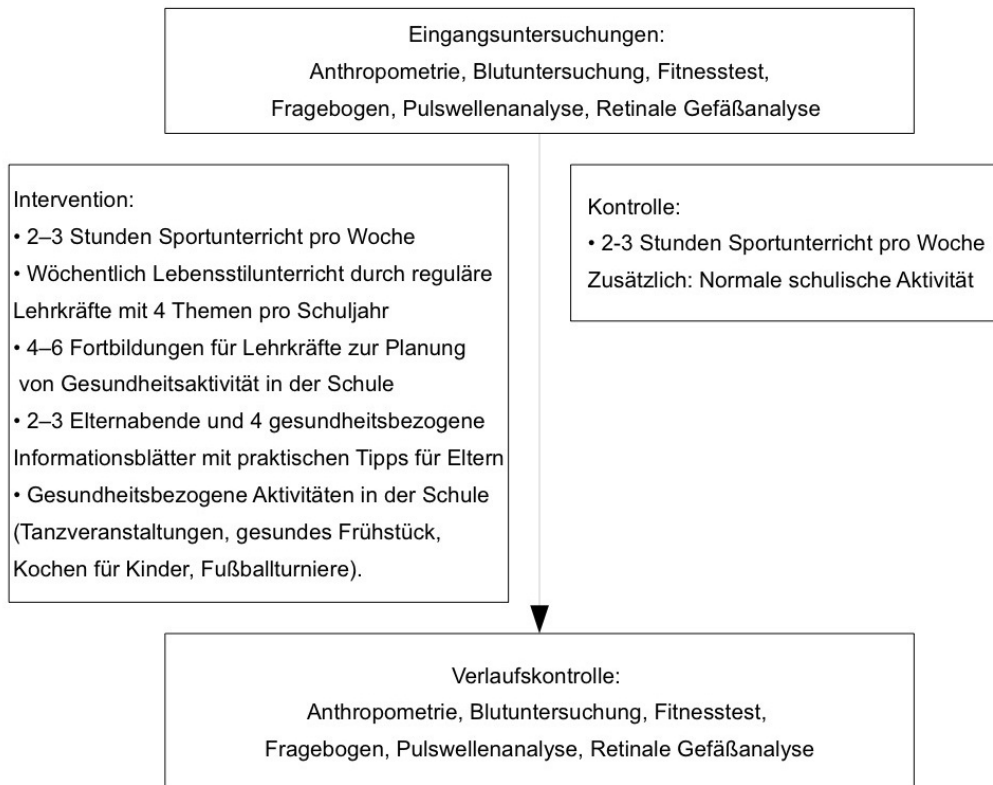 Eingangsuntersuchungen:
Anthropometrie, Blutuntersuchung, Fitnesstest,
Fragebogen, Pulswellenanalyse, Retinale Gefäßanalyse
Intervention:
• 2–3 Stunden Sportunterricht pro Woche
• Wöchentlich Lebensstilunterricht durch reguläre
Lehrkräfte mit 4 Themen pro Schuljahr
• 4–6 Fortbildungen für Lehrkräfte zur Planung
von Gesundheitsaktivität in der Schule
• 2–3 Elternabende und 4 gesundheitsbezogene
Informationsblätter mit praktischen Tipps für Eltern
• Gesundheitsbezogene Aktivitäten in der Schule
(Tanzveranstaltungen, gesundes Frühstück,
Kochen für Kinder, Fußballturniere).
Kontrolle:
• 2-3 Stunden Sportunterricht pro Woche
Zusätzlich: Normale schulische Aktivität
Verlaufskontrolle:
Anthropometrie, Blutuntersuchung, Fitnesstest,
Fragebogen, Pulswellenanalyse, Retinale Gefäßanalyse